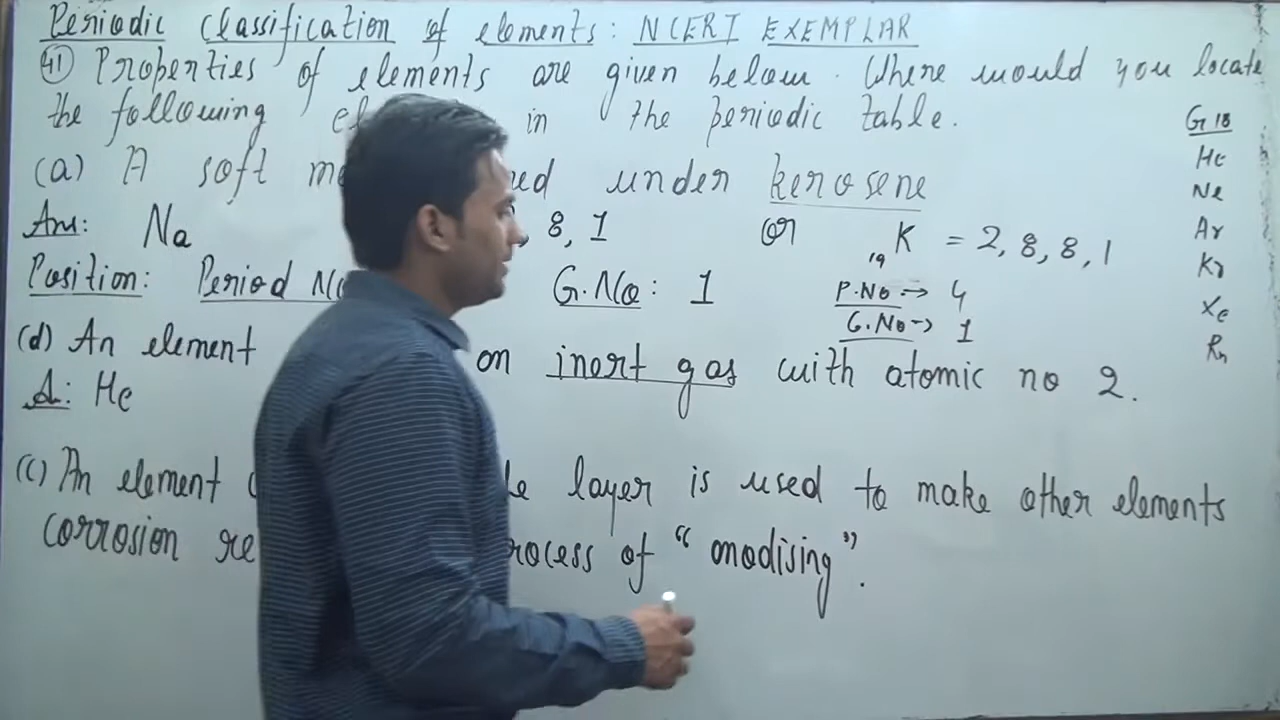 Periodic Classification of elements: NCERT EXEMPLAR
41 Properties of elements are given below. Where would you locate
the following in the periodic table.
(a) A soft under kerosene
Ans: Na 8, 1 or 19 K = 2, 8, 8, 1
Position: Period No G.No: 1
P.No → 4
G.No → 1
(d) An element on inert gas with atomic no 2.
A: He
(c) An element layer is used to make other elements
corrosion of "anodising".
Gr 18
He
Ne
Ar
Kr
Xe
Rn